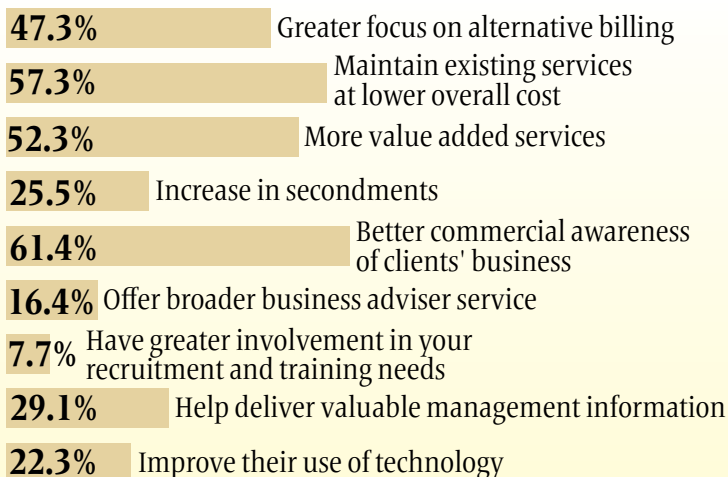 47.3% Greater focus on alternative billing
57.3% Maintain existing services
at lower overall cost
52.3% More value added services
25.5% Increase in secondments
61.4% Better commercial awareness
of clients' business
16.4% Offer broader business adviser service
7.7% Have greater involvement in your
recruitment and training needs
29.1% Help deliver valuable management information
22.3% Improve their use of technology